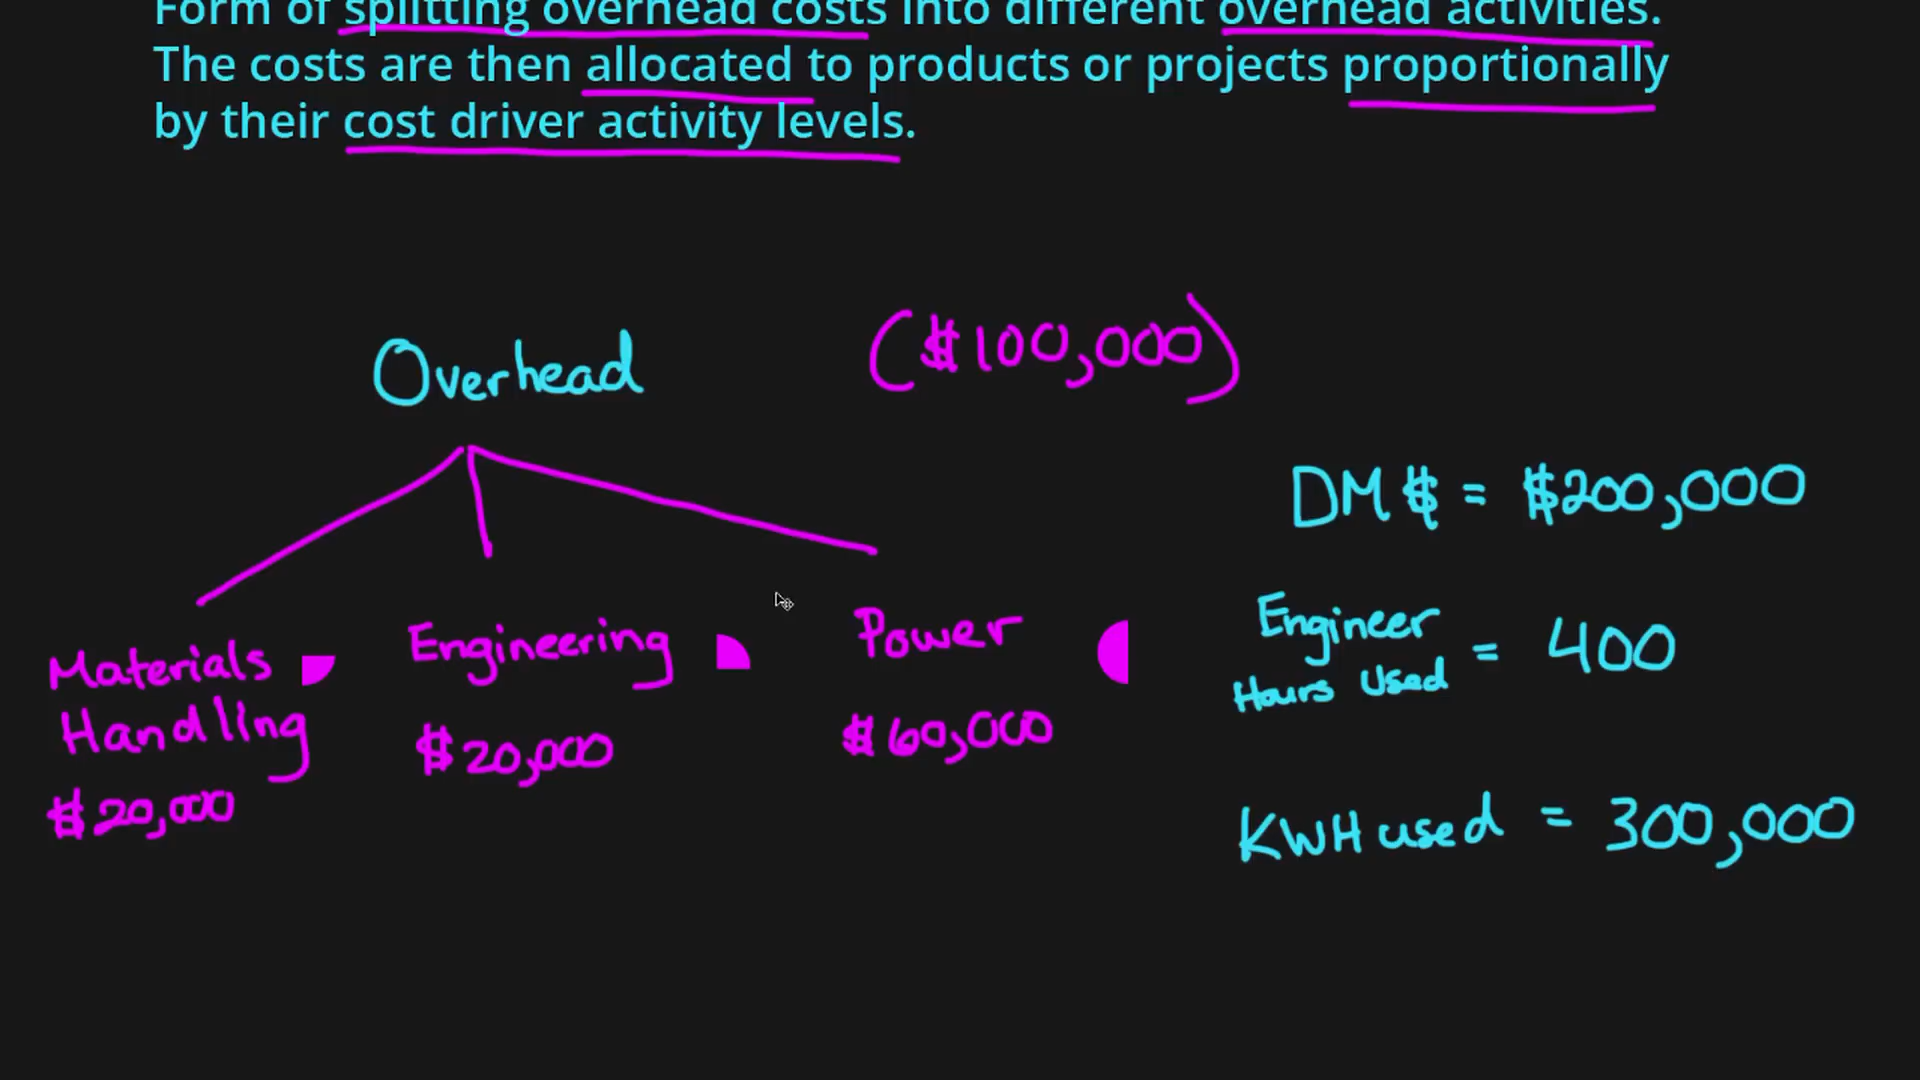 Form of splitting overhead costs into different overhead activities.
The costs are then allocated to products or projects proportionally
by their cost driver activity levels.
Overhead
($100,000)
Materials
Handling
$20,000
Engineering
$20,000
Power
$60,000
DM $ = $200,000
Engineer
Hours Used = 400
KWH used = 300,000